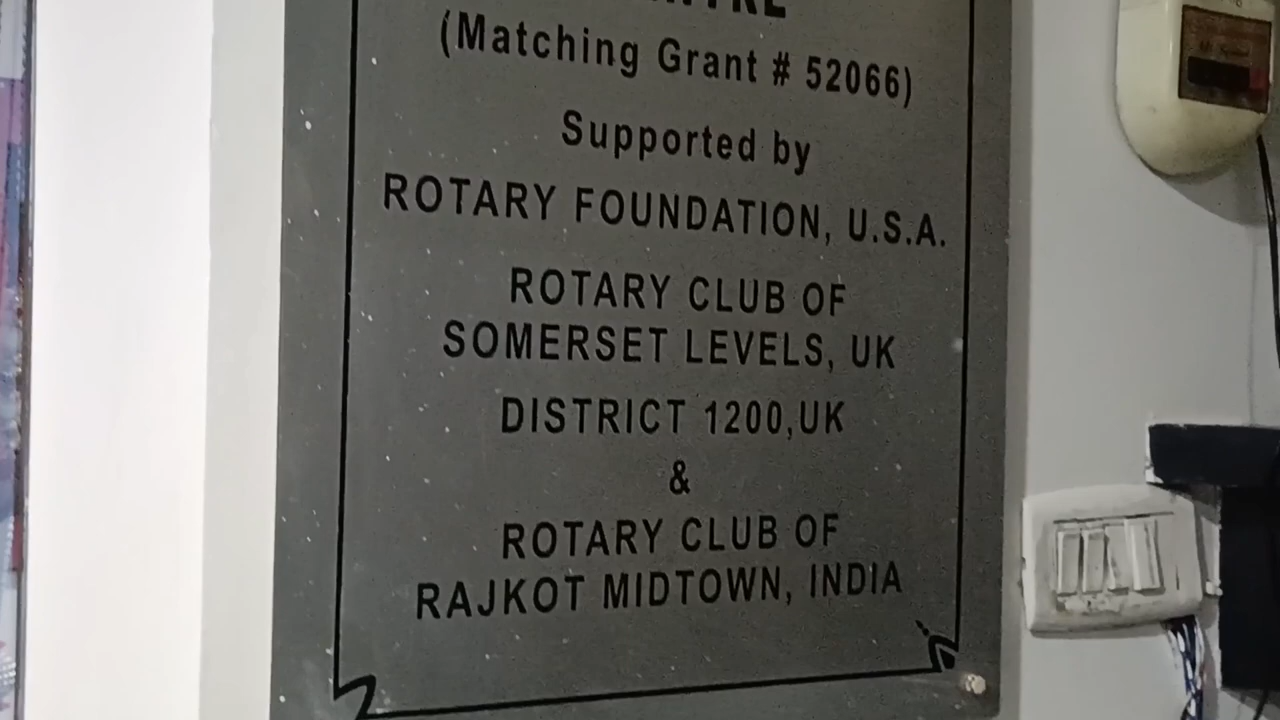 (Matching Grant # 52066)
Supported by
ROTARY FOUNDATION, U.S.A.
ROTARY CLUB OF
SOMERSET LEVELS, UK
DISTRICT 1200,UK
&
ROTARY CLUB OF
RAJKOT MIDTOWN, INDIA